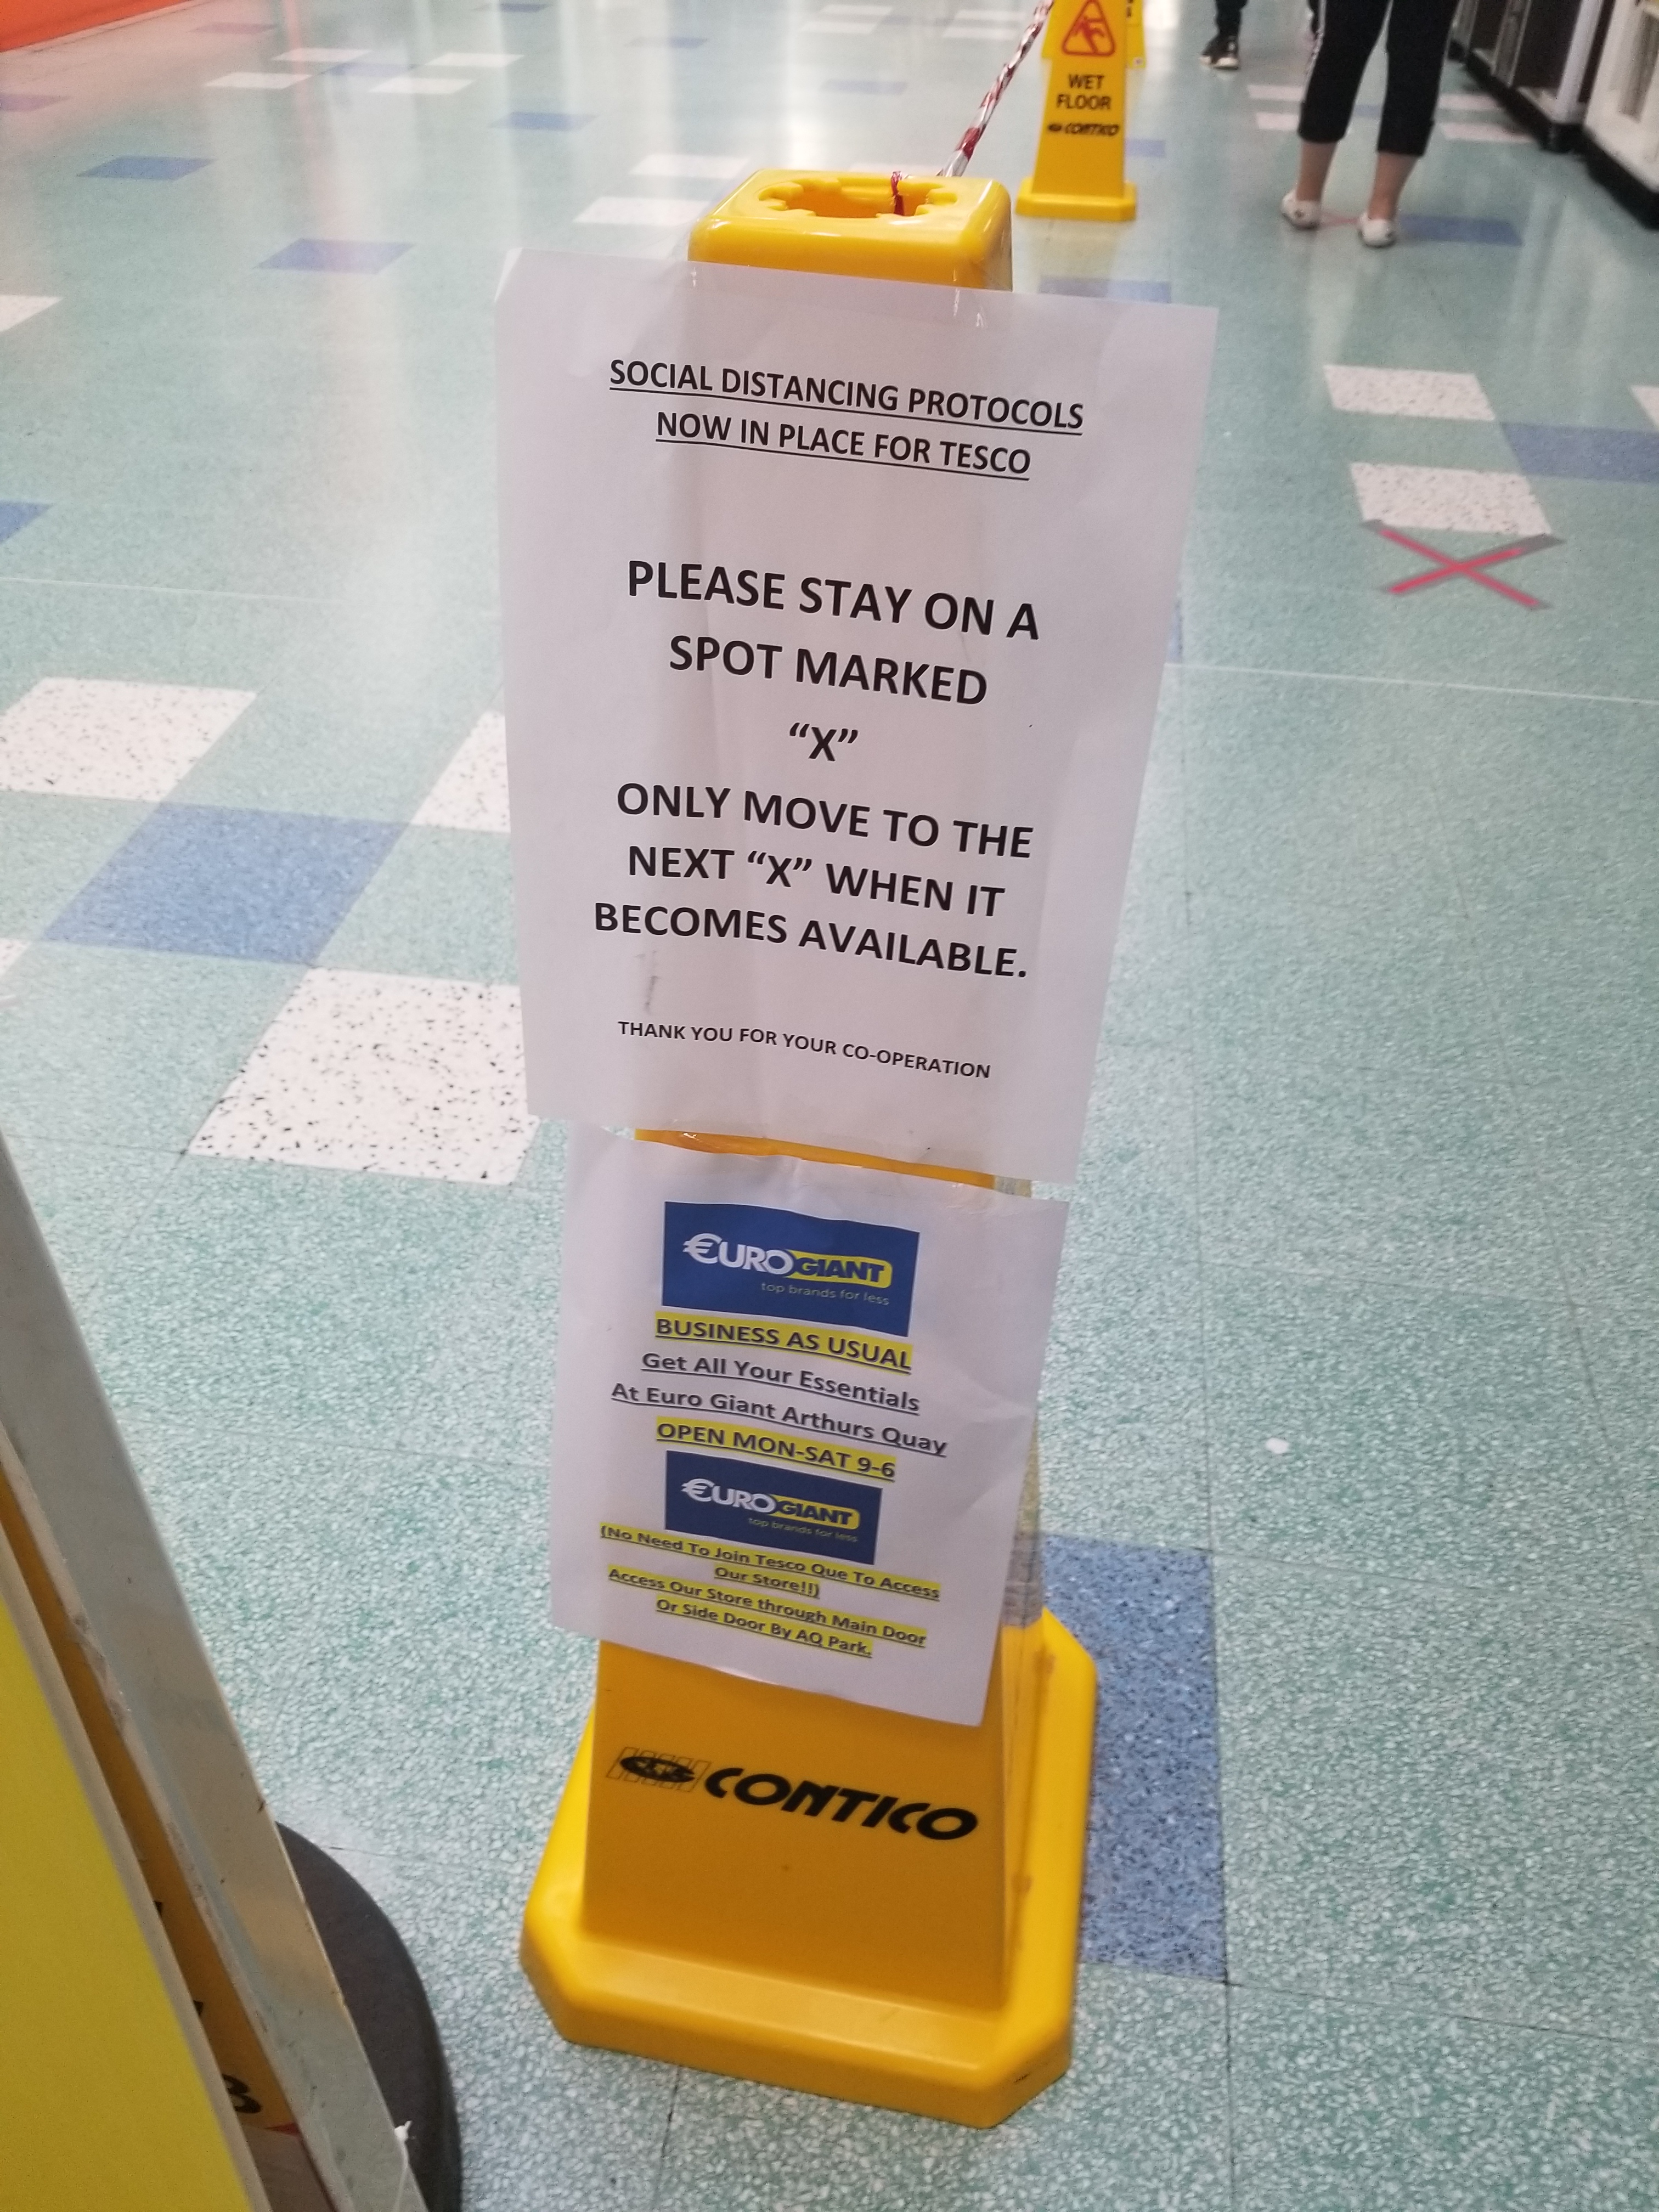 WET
FLOOR
CONTICO
SOCIAL DISTANCING PROTOCOLS
NOW IN PLACE FOR TESCO
PLEASE STAY ON A
SPOT MARKED
“X”
ONLY MOVE TO THE
NEXT “X” WHEN IT
BECOMES AVAILABLE.
THANK YOU FOR YOUR CO-OPERATION
€UROGIANT
top brands for less
BUSINESS AS USUAL
Get All Your Essentials
At Euro Giant Arthurs Quay
OPEN MON-SAT 9-6
€UROGIANT
top brands for less
(No Need To Join Tesco Que To Access
Our Store!!)
Access Our Store through Main Door
Or Side Door By AQ Park.
CONTICO